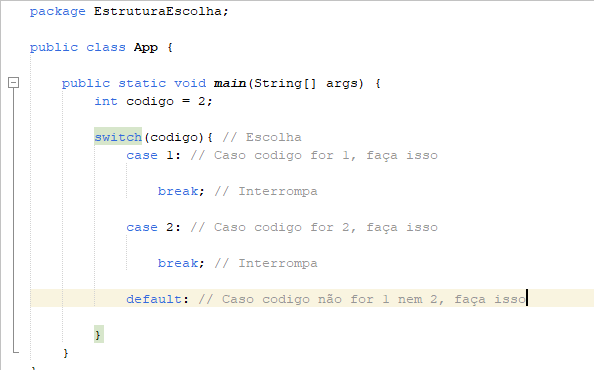 package EstruturaEscolha;
public class App {
public static void main(String[] args) {
int codigo = 2;
switch(codigo){ // Escolha
case 1: // Caso codigo for 1, faça isso
break; // Interrompa
case 2: // Caso codigo for 2, faça isso
break; // Interrompa
default: // Caso codigo não for 1 nem 2, faça isso
}
}
}